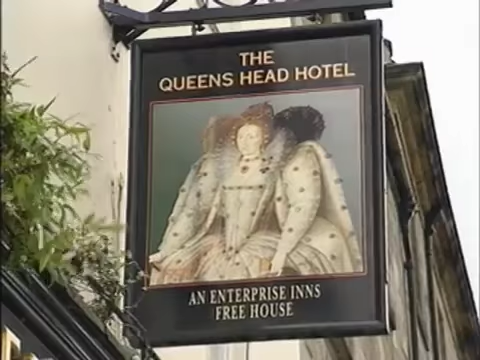 THE
QUEENS HEAD HOTEL
AN ENTERPRISE INNS
FREE HOUSE